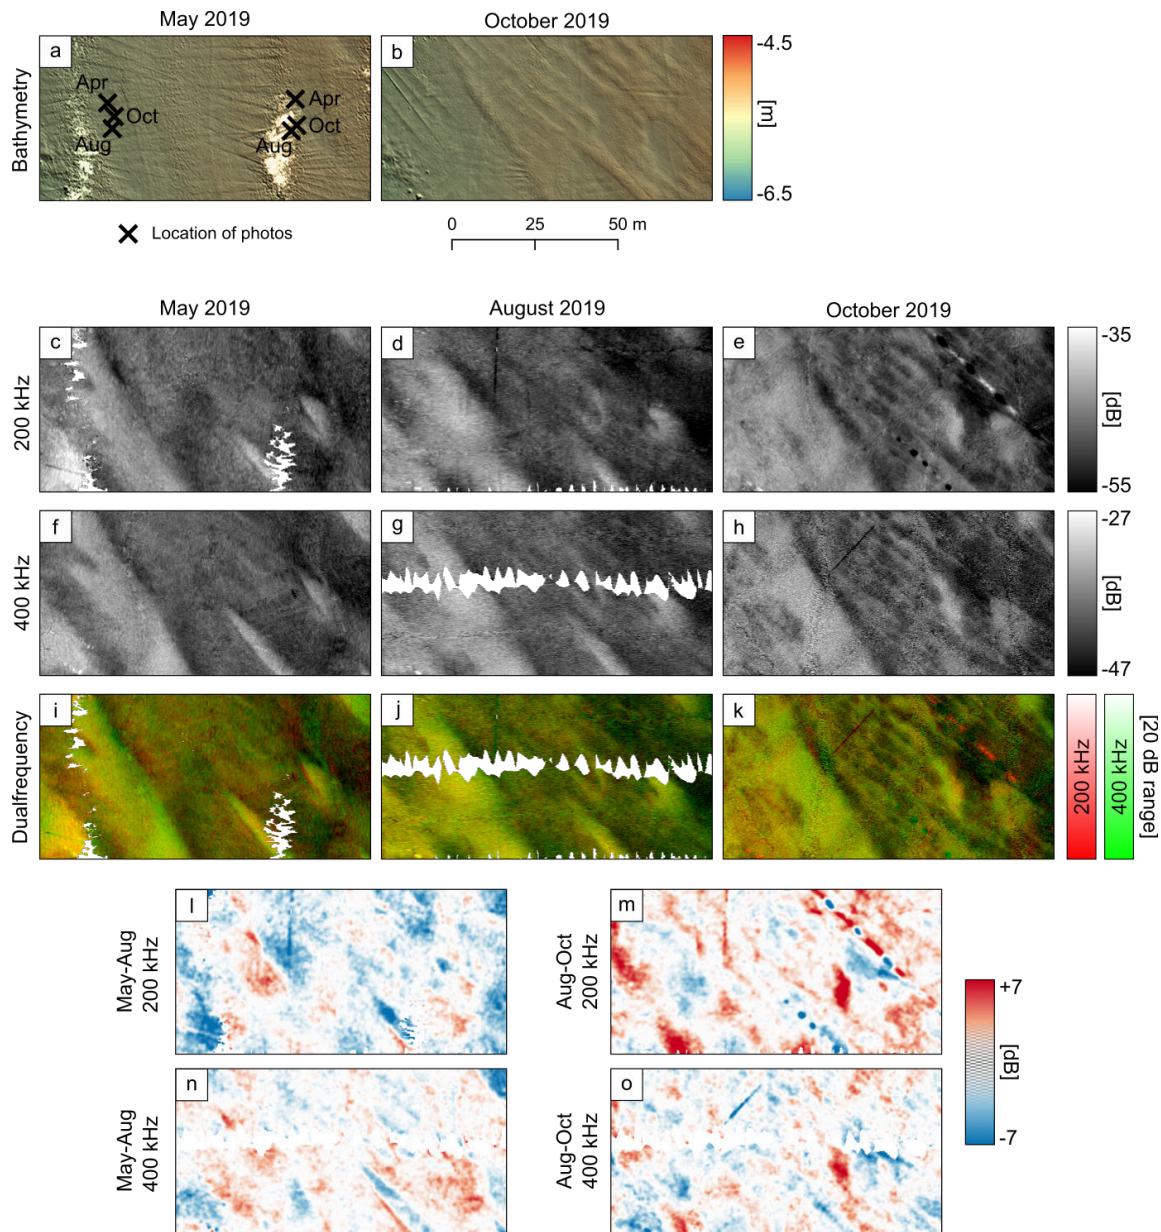 May 2019
October 2019
Bathymetry
a
Apr
Oct
Aug
Apr
Oct
Aug
b
-4.5
[m]
-6.5
Location of photos
0
25
50 m
May 2019
August 2019
October 2019
200 kHz
c
d
e
-35
[dB]
-55
400 kHz
f
g
h
-27
[dB]
-47
Dualfrequency
i
j
k
200 kHz
400 kHz
[20 dB range]
May-Aug
200 kHz
l
Aug-Oct
200 kHz
m
May-Aug
400 kHz
n
Aug-Oct
400 kHz
o
+7
[dB]
-7